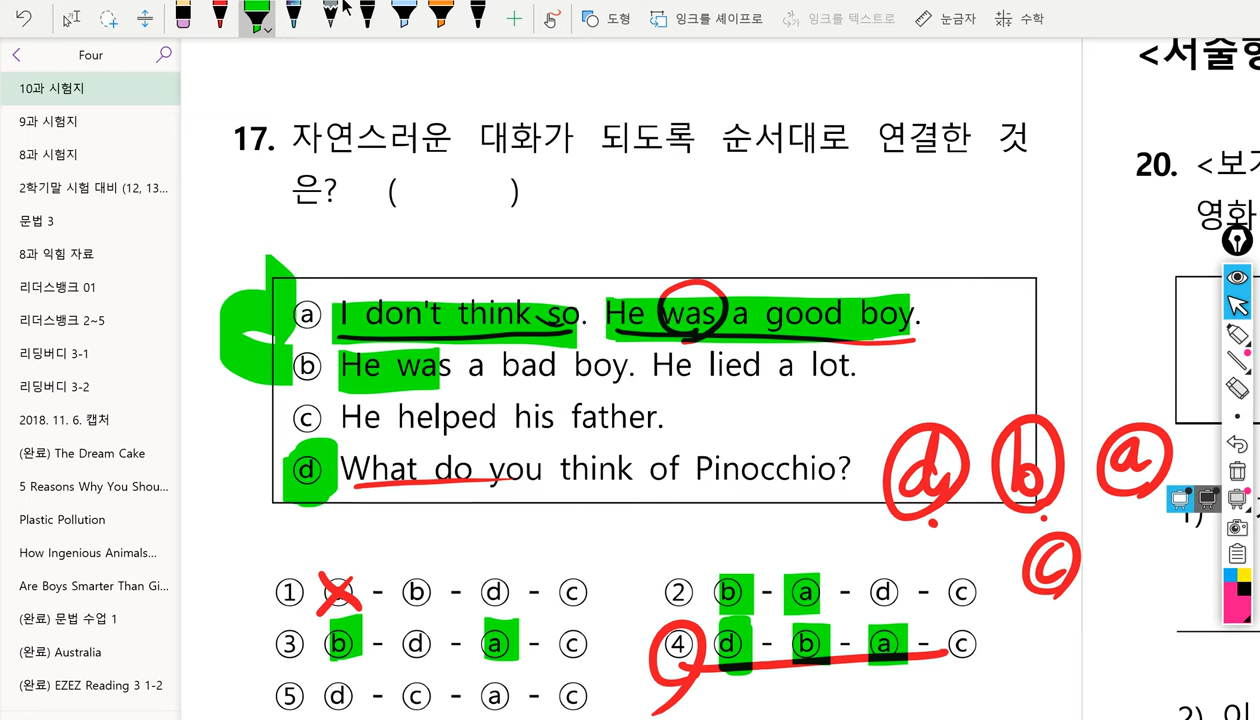 도형
잉크를 셰이프로
잉크를 텍스트로
눈금자
수학
Four
10과 시험지
9과 시험지
8과 시험지
2학기말 시험 대비 (12, 13...
문법 3
8과 익힘 자료
리더스뱅크 01
리더스뱅크 2~5
리딩버디 3-1
리딩버디 3-2
2018. 11. 6. 캡처
(완료) The Dream Cake
5 Reasons Why You Shou...
Plastic Pollution
How Ingenious Animals...
Are Boys Smarter Than Gi...
(완료) 문법 수업 1
(완료) Australia
(완료) EZEZ Reading 3 1-2
17. 자연스러운 대화가 되도록 순서대로 연결한 것
은? ( )
ⓐ I don't think so. He was a good boy.
ⓑ He was a bad boy. He lied a lot.
ⓒ He helped his father.
ⓓ What do you think of Pinocchio?
ⓓ ⓑ ⓐ
ⓒ
① - ⓑ - ⓓ - ⓒ
② ⓑ - ⓐ - ⓓ - ⓒ
③ ⓑ - ⓓ - ⓐ - ⓒ
④ ⓓ - ⓑ - ⓐ - ⓒ
⑤ ⓓ - ⓒ - ⓐ - ⓒ
<서술형
20. <보기
영화
1)
2) 이